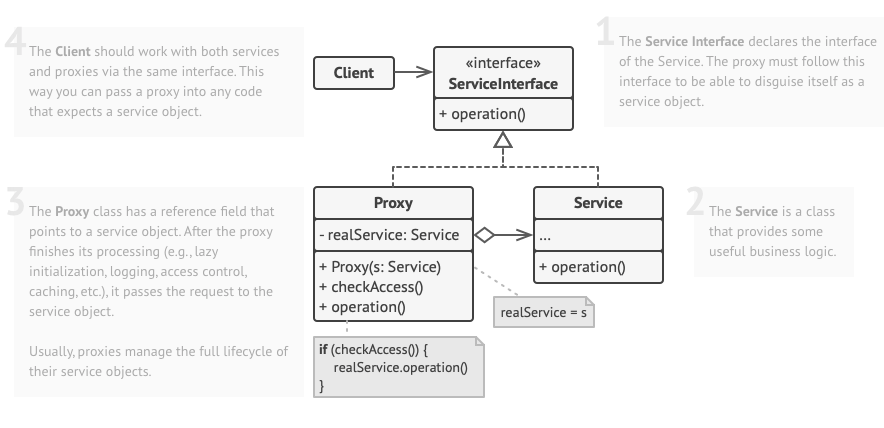 4
The Client should work with both services
and proxies via the same interface. This
way you can pass a proxy into any code
that expects a service object.
Client
«interface»
ServiceInterface
+ operation()
1
The Service Interface declares the interface
of the Service. The proxy must follow this
interface to be able to disguise itself as a
service object.
3
The Proxy class has a reference field that
points to a service object. After the proxy
finishes its processing (e.g., lazy
initialization, logging, access control,
caching, etc.), it passes the request to the
service object.
Usually, proxies manage the full lifecycle of
their service objects.
Proxy
- realService: Service
+ Proxy(s: Service)
+ checkAccess()
+ operation()
Service
...
+ operation()
2
The Service is a class
that provides some
useful business logic.
realService = s
if (checkAccess()) {
realService.operation()
}